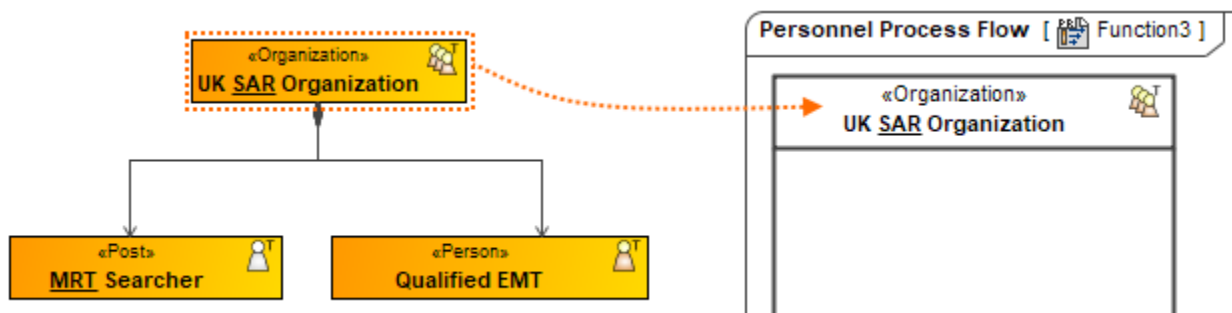 «Organization»
UK SAR Organization
«Post»
MRT Searcher
«Person»
Qualified EMT
Personnel Process Flow [ Function3 ]
«Organization»
UK SAR Organization